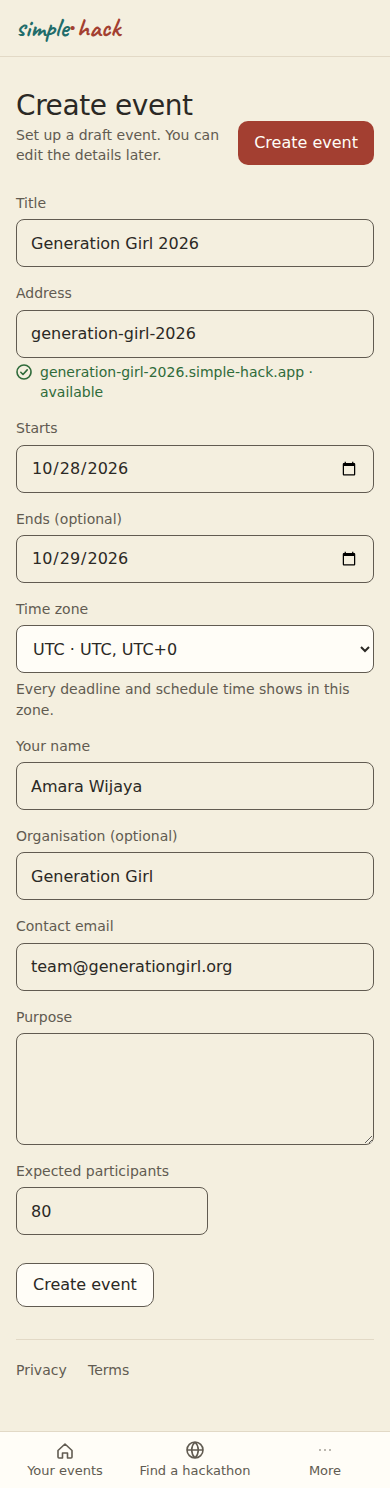 simple·hack
Create event
Set up a draft event. You can
edit the details later.
Create event
Title
Generation Girl 2026
Address
generation-girl-2026
generation-girl-2026.simple-hack.app ·
available
Starts
10/28/2026
Ends (optional)
10/29/2026
Time zone
UTC · UTC, UTC+0
Every deadline and schedule time shows in this
zone.
Your name
Amara Wijaya
Organisation (optional)
Generation Girl
Contact email
team@generationgirl.org
Purpose
Expected participants
80
Create event
Privacy Terms
Your events Find a hackathon More